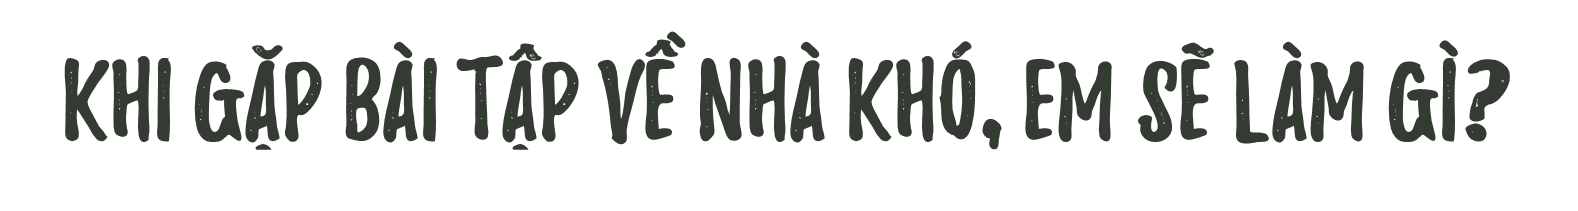 KHI GẶP BÀI TẬP VỀ NHÀ KHÓ, EM SẼ LÀM GÌ?